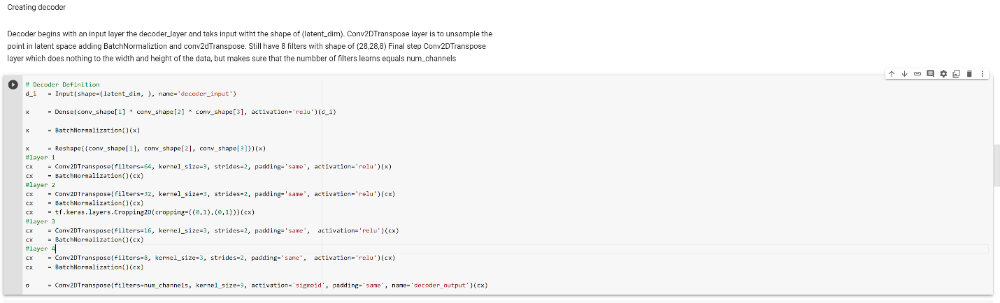 Creating decoder
Decoder begins with an input layer the decoder_layer and taks input witht the shape of (latent_dim). Conv2DTranspose layer is to unsample the
point in latent space adding BatchNormaliztion and conv2dTranspose. Still have 8 filters with shape of (28,28,8) Final step Conv2DTranspose
layer which does nothing to the width and height of the data, but makes sure that the numbber of filters learns equals num_channels
# Decoder Definition
d_i   = Input(shape=(latent_dim, ), name='decoder_input')
x     = Dense(conv_shape[1] * conv_shape[2] * conv_shape[3], activation='relu')(d_i)
x     = BatchNormalization()(x)
x     = Reshape((conv_shape[1], conv_shape[2], conv_shape[3]))(x)
#layer 1
cx    = Conv2DTranspose(filters=64, kernel_size=3, strides=2, padding='same', activation='relu')(x)
cx    = BatchNormalization()(cx)
#layer 2
cx    = Conv2DTranspose(filters=32, kernel_size=3, strides=2, padding='same', activation='relu')(cx)
cx    = BatchNormalization()(cx)
cx    = tf.keras.layers.Cropping2D(cropping=((0,1),(0,1)))(cx)
#layer 3
cx    = Conv2DTranspose(filters=16, kernel_size=3, strides=2, padding='same',  activation='relu')(cx)
cx    = BatchNormalization()(cx)
#layer 4
cx    = Conv2DTranspose(filters=8, kernel_size=3, strides=2, padding='same',  activation='relu')(cx)
cx    = BatchNormalization()(cx)
o     = Conv2DTranspose(filters=num_channels, kernel_size=3, activation='sigmoid', padding='same', name='decoder_output')(cx)